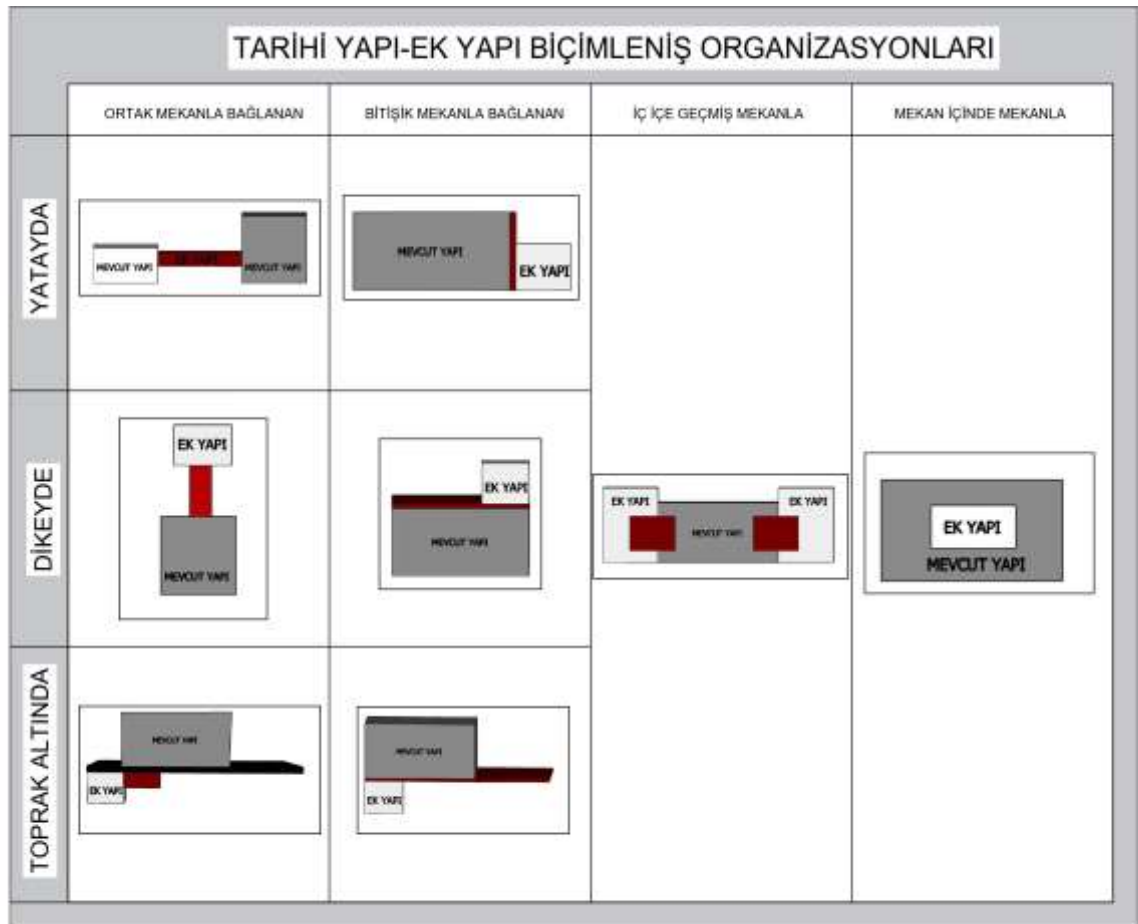 TARİHİ YAPI-EK YAPI BİÇİMLENİŞ ORGANİZASYONLARI
ORTAK MEKANLA BAĞLANAN
BİTİŞİK MEKANLA BAĞLANAN
İÇ İÇE GEÇMİŞ MEKANLA
MEKAN İÇİNDE MEKANLA
YATAYDA
MEVCUT YAPI
EK YAPI
MEVCUT YAPI
MEVCUT YAPI
EK YAPI
DİKEYDE
EK YAPI
MEVCUT YAPI
EK YAPI
MEVCUT YAPI
EK YAPI
MEVCUT YAPI
EK YAPI
EK YAPI
MEVCUT YAPI
TOPRAK ALTINDA
MEVCUT YAPI
EK YAPI
MEVCUT YAPI
EK YAPI